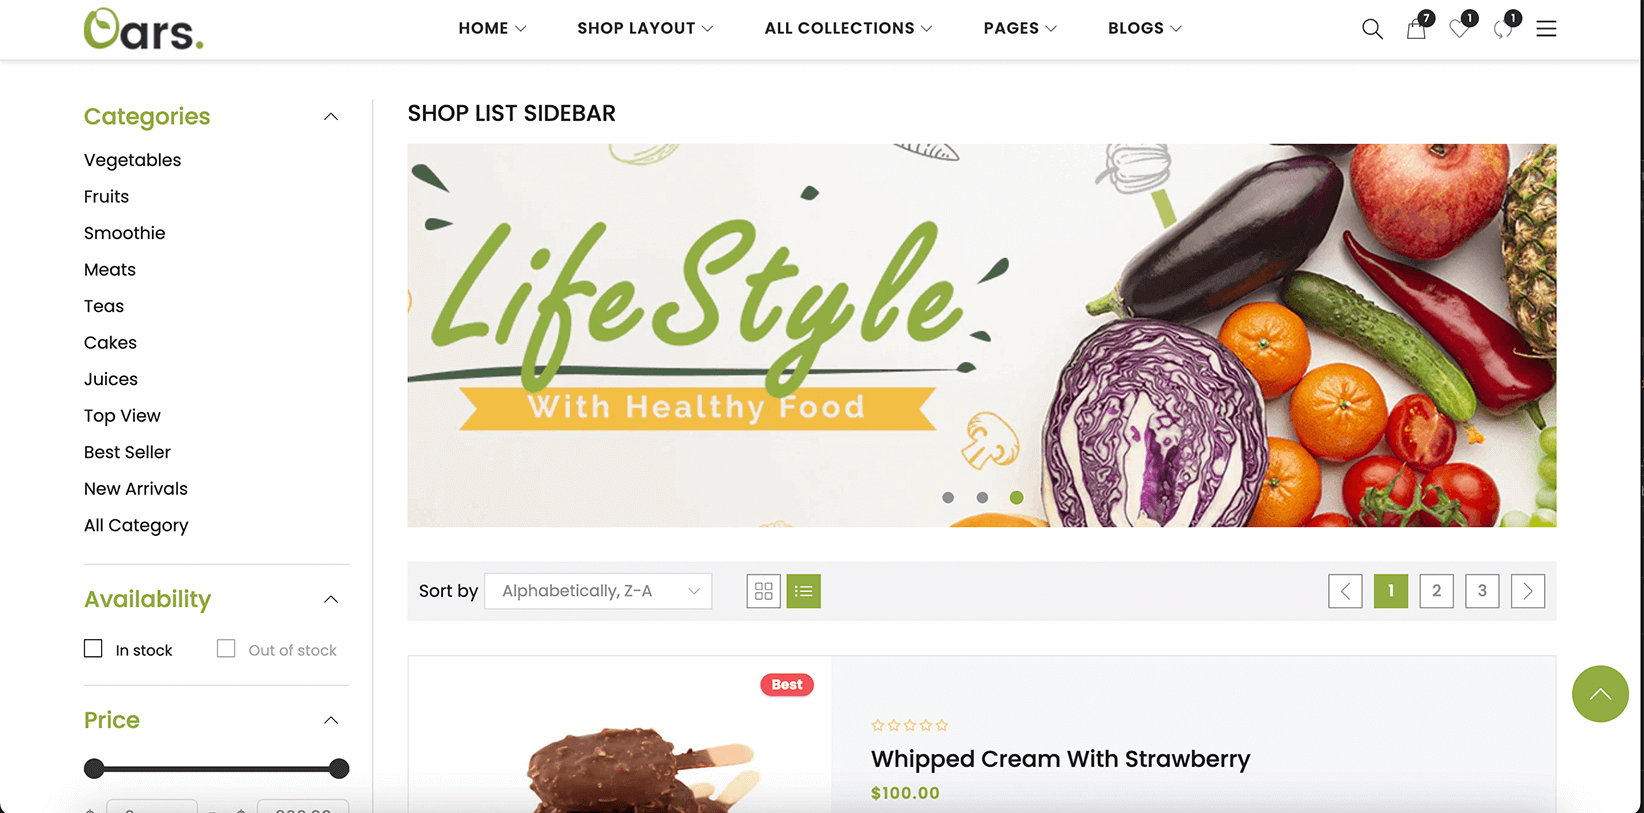 Oars.
HOME
SHOP LAYOUT
ALL COLLECTIONS
PAGES
BLOGS
7
1
1
Categories
Vegetables
Fruits
Smoothie
Meats
Teas
Cakes
Juices
Top View
Best Seller
New Arrivals
All Category
Availability
In stock
Out of stock
Price
SHOP LIST SIDEBAR
LifeStyle
With Healthy Food
Sort by
Alphabetically, Z-A
1
2
3
Best
Whipped Cream With Strawberry
$100.00